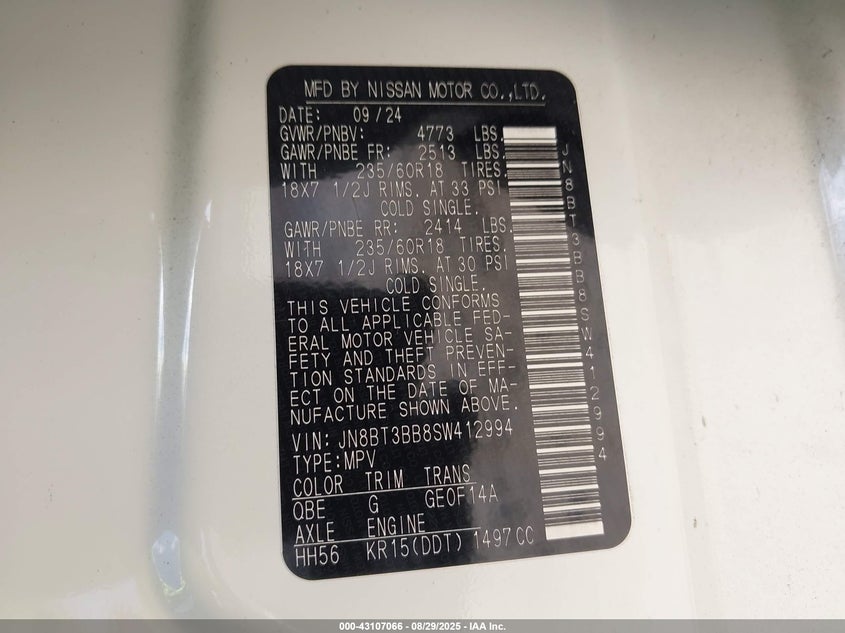 MFD BY NISSAN MOTOR CO.,LTD.
DATE: 09/24
GVWR/PNBV: 4773 LBS.
GAWR/PNBE FR: 2513 LBS.
WITH 235/60R18 TIRES.
18X7 1/2J RIMS. AT 33 PSI
COLD SINGLE.
GAWR/PNBE RR: 2414 LBS.
WITH 235/60R18 TIRES.
18X7 1/2J RIMS. AT 30 PSI
COLD SINGLE.
THIS VEHICLE CONFORMS
TO ALL APPLICABLE FED-
ERAL MOTOR VEHICLE SA-
FETY AND THEFT PREVEN-
TION STANDARDS IN EFF-
ECT ON THE DATE OF MA-
NUFACTURE SHOWN ABOVE.
VIN: JN8BT3BB8SW412994
TYPE:MPV
COLOR TRIM TRANS
QBE G GE0F14A
AXLE ENGINE
HH56 KR15(DDT) 1497CC
JN8BT3BB8SW412994
000-43107066 - 08/29/2025 - IAA Inc.